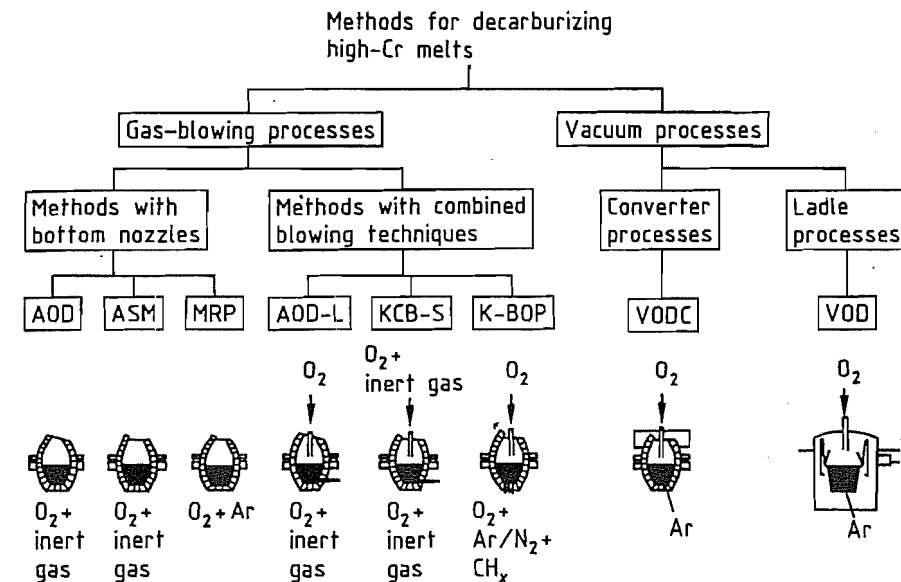 Methods for decarburizing
high-Cr melts
Gas-blowing processes
Vacuum processes
Methods with
bottom nozzles
Methods with combined
blowing techniques
Converter
processes
Ladle
processes
AOD
ASM
MRP
AOD-L
KCB-S
K-BOP
VODC
VOD
O₂
O₂+
inert gas
O₂
O₂
O₂
O₂+
inert
gas
O₂+
inert
gas
O₂+Ar
O₂+
inert
gas
O₂+
inert
gas
O₂+
Ar/N₂+
CHₓ
Ar
Ar